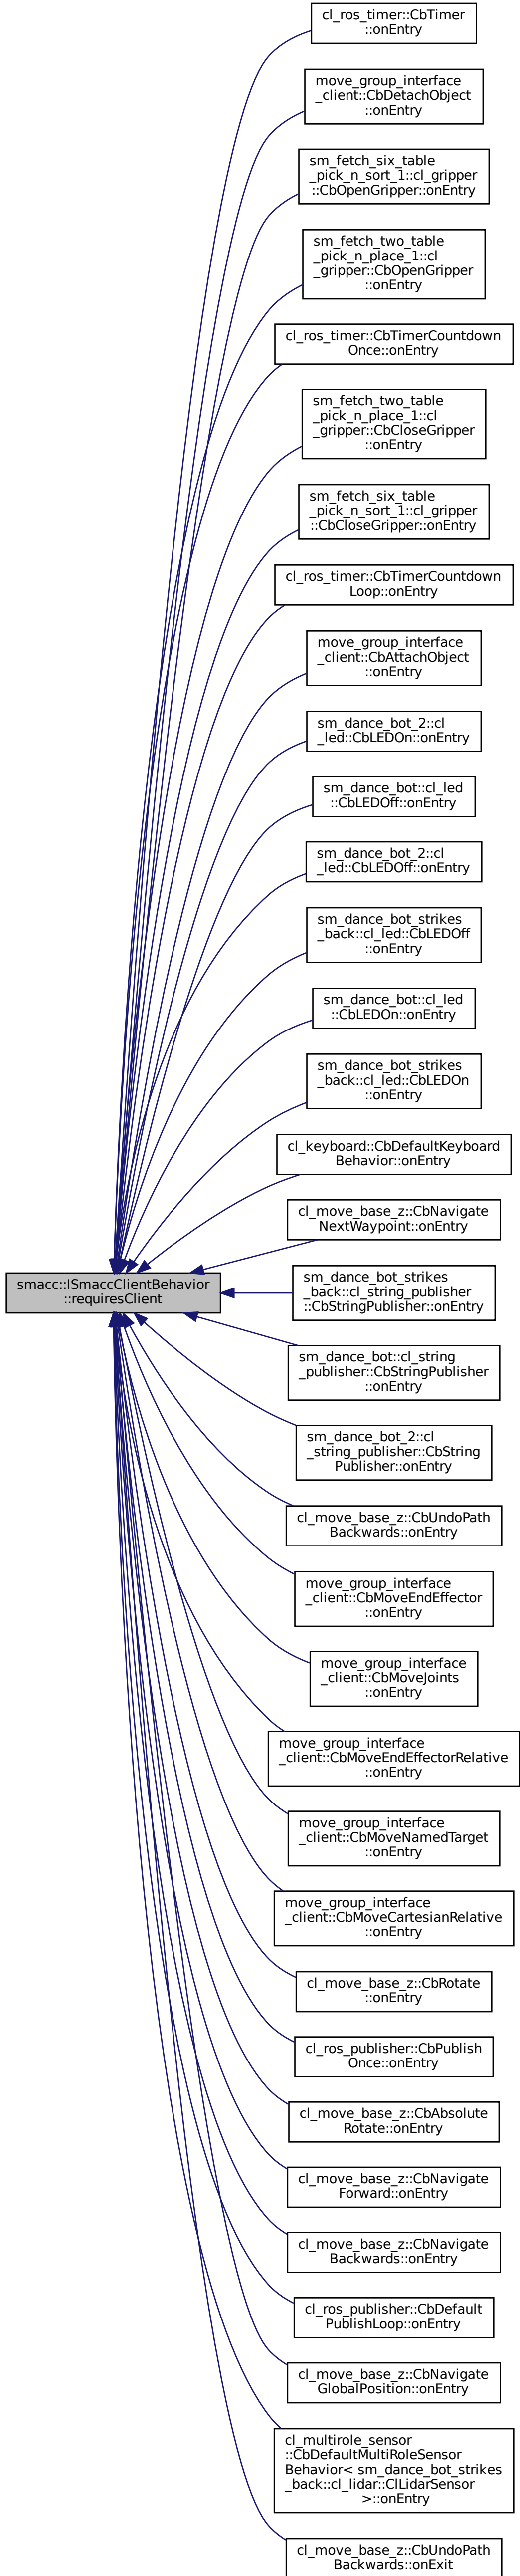 cl_ros_timer::CbTimer
::onEntry
move_group_interface
_client::CbDetachObject
::onEntry
sm_fetch_six_table
_pick_n_sort_1::cl_gripper
::CbOpenGripper::onEntry
sm_fetch_two_table
_pick_n_place_1::cl
_gripper::CbOpenGripper
::onEntry
cl_ros_timer::CbTimerCountdown
Once::onEntry
sm_fetch_two_table
_pick_n_place_1::cl
_gripper::CbCloseGripper
::onEntry
sm_fetch_six_table
_pick_n_sort_1::cl_gripper
::CbCloseGripper::onEntry
cl_ros_timer::CbTimerCountdown
Loop::onEntry
move_group_interface
_client::CbAttachObject
::onEntry
sm_dance_bot_2::cl
_led::CbLEDOn::onEntry
sm_dance_bot::cl_led
::CbLEDOff::onEntry
sm_dance_bot_2::cl
_led::CbLEDOff::onEntry
sm_dance_bot_strikes
_back::cl_led::CbLEDOff
::onEntry
sm_dance_bot::cl_led
::CbLEDOn::onEntry
sm_dance_bot_strikes
_back::cl_led::CbLEDOn
::onEntry
cl_keyboard::CbDefaultKeyboard
Behavior::onEntry
cl_move_base_z::CbNavigate
NextWaypoint::onEntry
smacc::ISmaccClientBehavior
::requiresClient
sm_dance_bot_strikes
_back::cl_string_publisher
::CbStringPublisher::onEntry
sm_dance_bot::cl_string
_publisher::CbStringPublisher
::onEntry
sm_dance_bot_2::cl
_string_publisher::CbString
Publisher::onEntry
cl_move_base_z::CbUndoPath
Backwards::onEntry
move_group_interface
_client::CbMoveEndEffector
::onEntry
move_group_interface
_client::CbMoveJoints
::onEntry
move_group_interface
_client::CbMoveEndEffectorRelative
::onEntry
move_group_interface
_client::CbMoveNamedTarget
::onEntry
move_group_interface
_client::CbMoveCartesianRelative
::onEntry
cl_move_base_z::CbRotate
::onEntry
cl_ros_publisher::CbPublish
Once::onEntry
cl_move_base_z::CbAbsolute
Rotate::onEntry
cl_move_base_z::CbNavigate
Forward::onEntry
cl_move_base_z::CbNavigate
Backwards::onEntry
cl_ros_publisher::CbDefault
PublishLoop::onEntry
cl_move_base_z::CbNavigate
GlobalPosition::onEntry
cl_multirole_sensor
::CbDefaultMultiRoleSensor
Behavior< sm_dance_bot_strikes
_back::cl_lidar::ClLidarSensor
>::onEntry
cl_move_base_z::CbUndoPath
Backwards::onExit